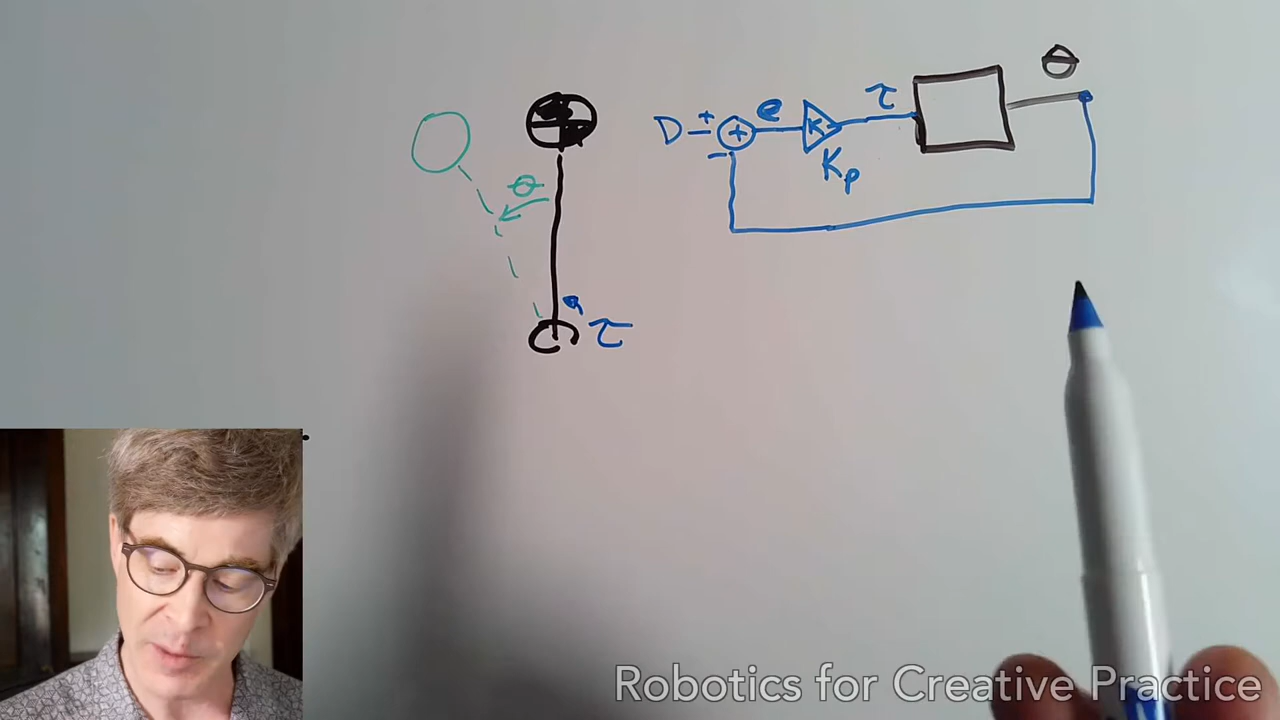 θ
τ
D
+
-
+
e
K
Kp
τ
θ
Robotics for Creative Practice